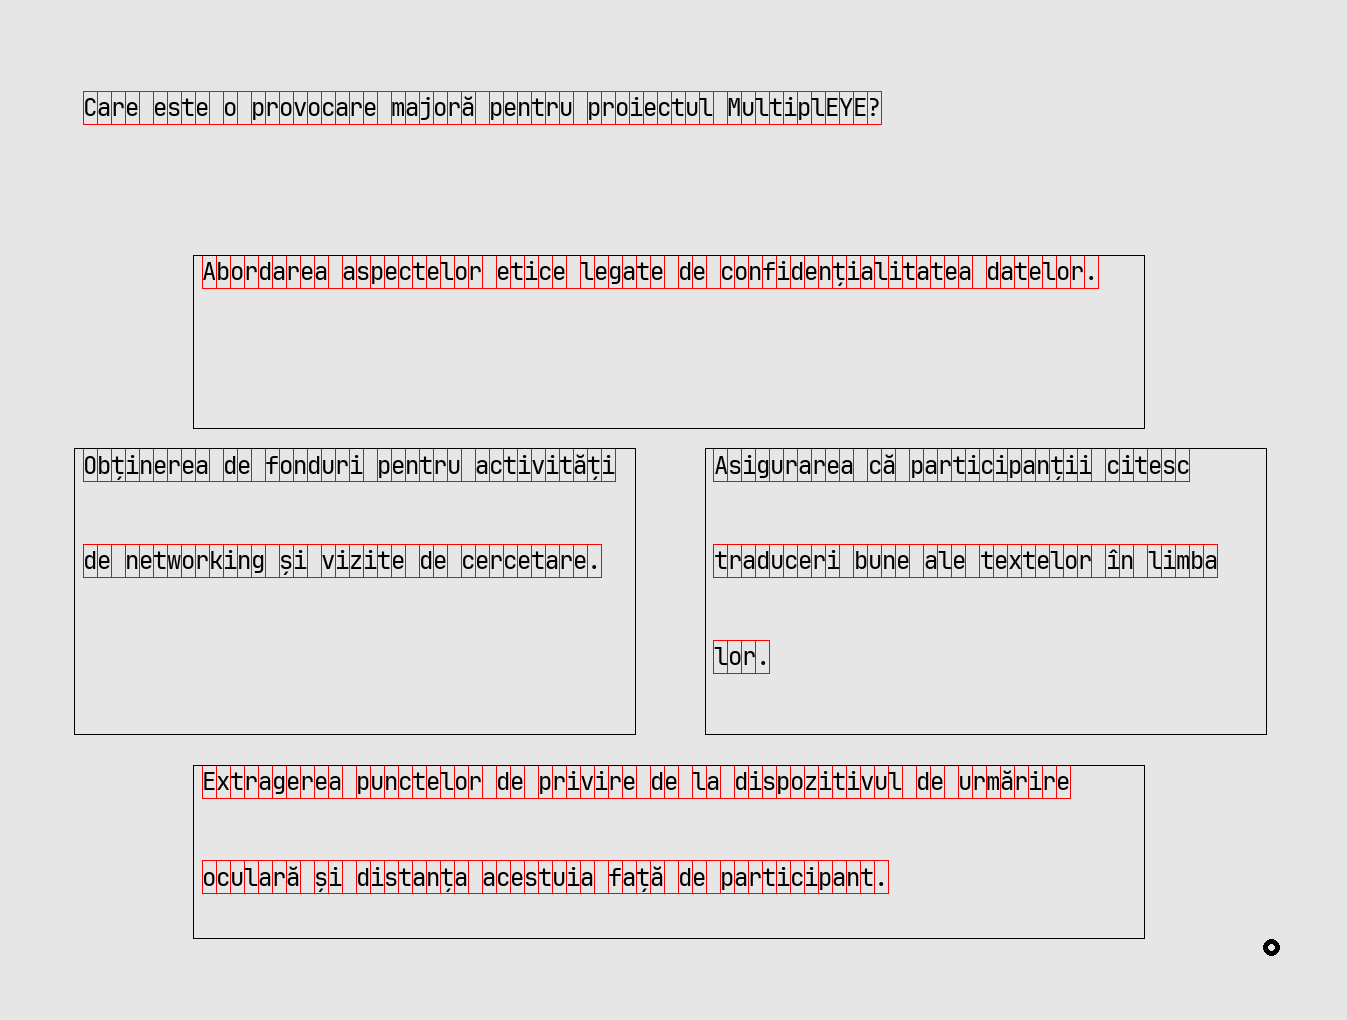 Care este o provocare majoră pentru proiectul MultiplEYE?
Abordarea aspectelor etice legate de confidențialitatea datelor.
Obținerea de fonduri pentru activități
de networking și vizite de cercetare.
Asigurarea că participanții citesc
traduceri bune ale textelor în limba
lor.
Extragerea punctelor de privire de la dispozitivul de urmărire
oculară și distanța acestuia față de participant.